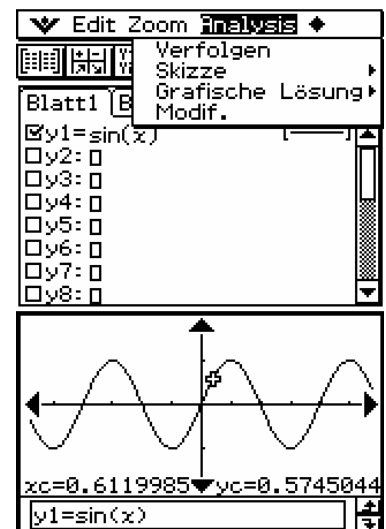 Edit Zoom Analysis
Verfolgen
Skizze
Grafische Lösung
Modif.
Blatt1 B
y1=sin(x)
y2:
y3:
y4:
y5:
y6:
y7:
y8:
xc=0.6119985 yc=0.5745044
y1=sin(x)